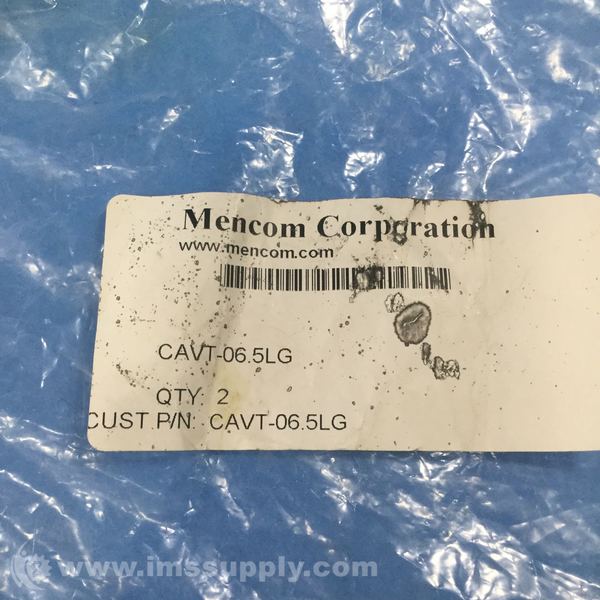 Mencom Corporation
www.mencom.com
CAVT-06.5LG
QTY: 2
CUST P/N: CAVT-06.5LG
www.imssupply.com